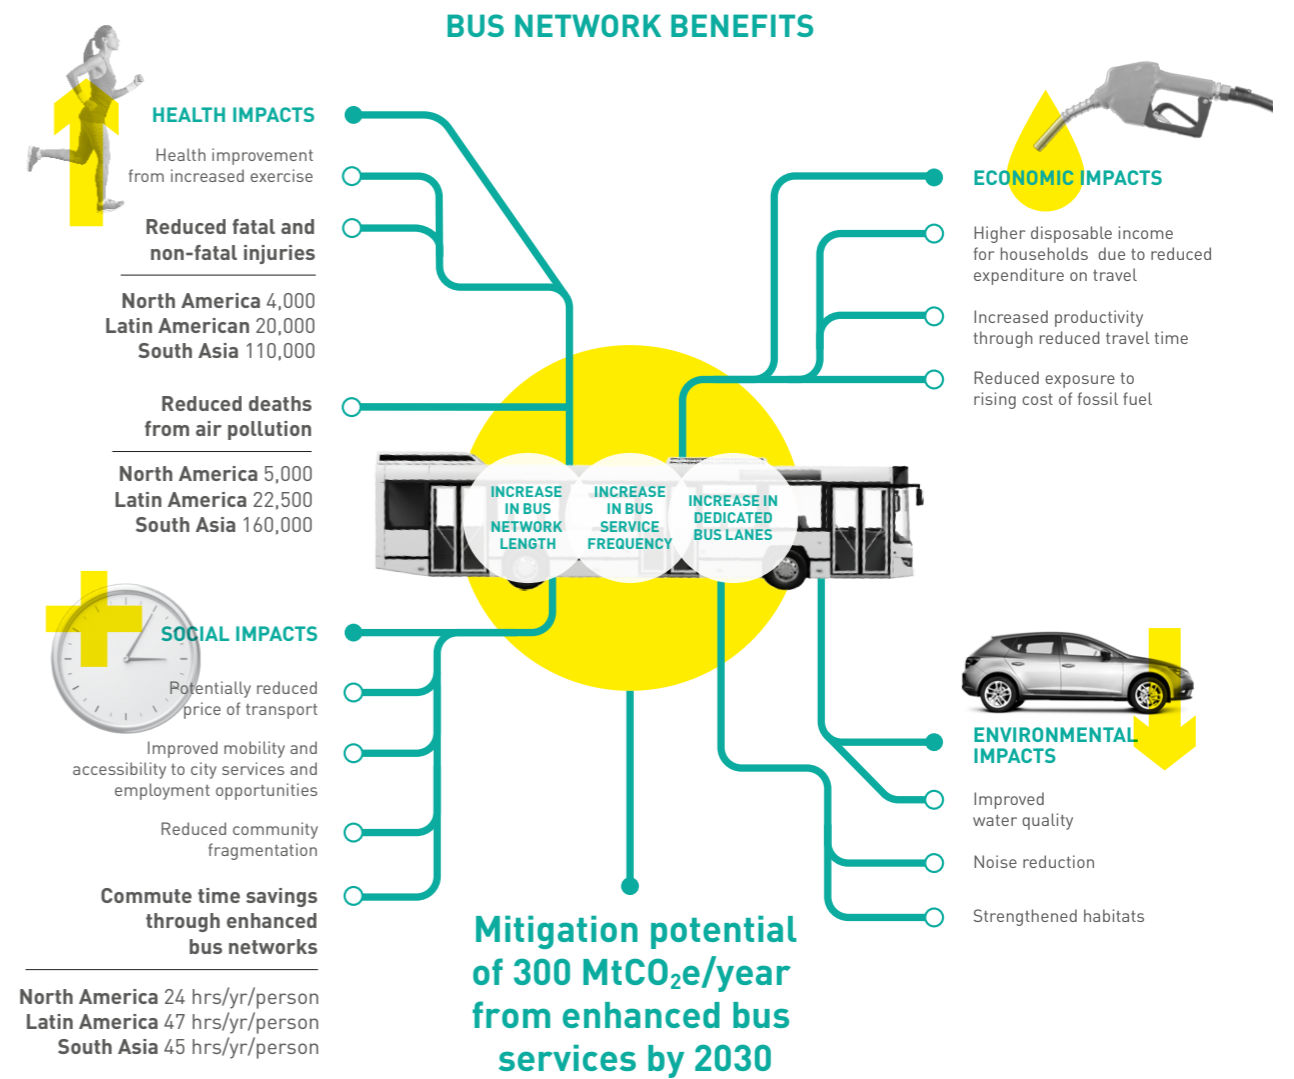 BUS NETWORK BENEFITS
HEALTH IMPACTS
Health improvement
from increased exercise
Reduced fatal and
non-fatal injuries
North America 4,000
Latin American 20,000
South Asia 110,000
Reduced deaths
from air pollution
North America 5,000
Latin America 22,500
South Asia 160,000
SOCIAL IMPACTS
Potentially reduced
price of transport
Improved mobility and
accessibility to city services and
employment opportunities
Reduced community
fragmentation
Commute time savings
through enhanced
bus networks
North America 24 hrs/yr/person
Latin America 47 hrs/yr/person
South Asia 45 hrs/yr/person
INCREASE
IN BUS
NETWORK
LENGTH
INCREASE
IN BUS
SERVICE
FREQUENCY
INCREASE IN
DEDICATED
BUS LANES
Mitigation potential
of 300 MtCO₂e/year
from enhanced bus
services by 2030
ECONOMIC IMPACTS
Higher disposable income
for households due to reduced
expenditure on travel
Increased productivity
through reduced travel time
Reduced exposure to
rising cost of fossil fuel
ENVIRONMENTAL
IMPACTS
Improved
water quality
Noise reduction
Strengthened habitats